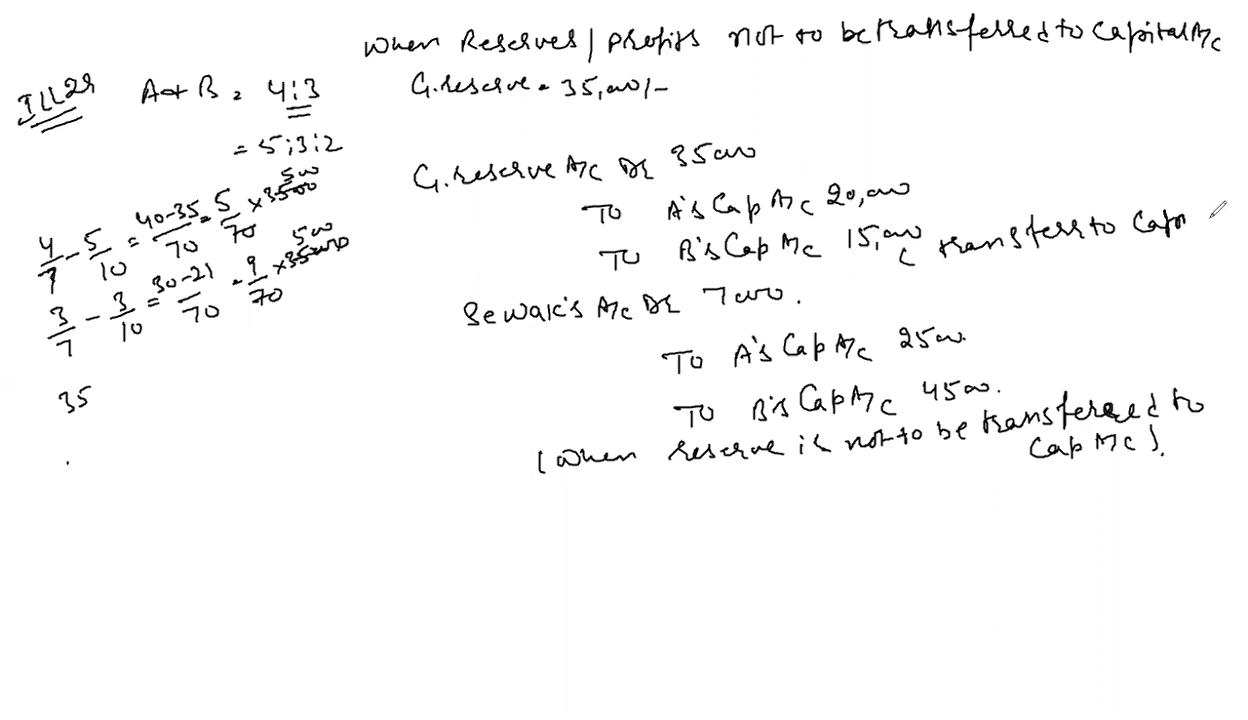 When Reserves/Profits not to be transferred to Capital A/c
ILL 29 A & B = 4:3 G.reserve = 35,000/-
= 5:3:2
G.reserve A/c Dr 35000
To A's Cap A/c 20,000
To B's Cap A/c 15,000
( transfers to Cap
4/7 - 5/10 = 40-35/70 = 5/70 × 35000 500
3/7 - 3/10 = 30-21/70 = 9/70 × 35000 500
Sewak's A/c Dr 7000.
To A's Cap A/c 2500.
To B's Cap A/c 4500.
(When reserve is not to be transferred to
Cap A/c).
35